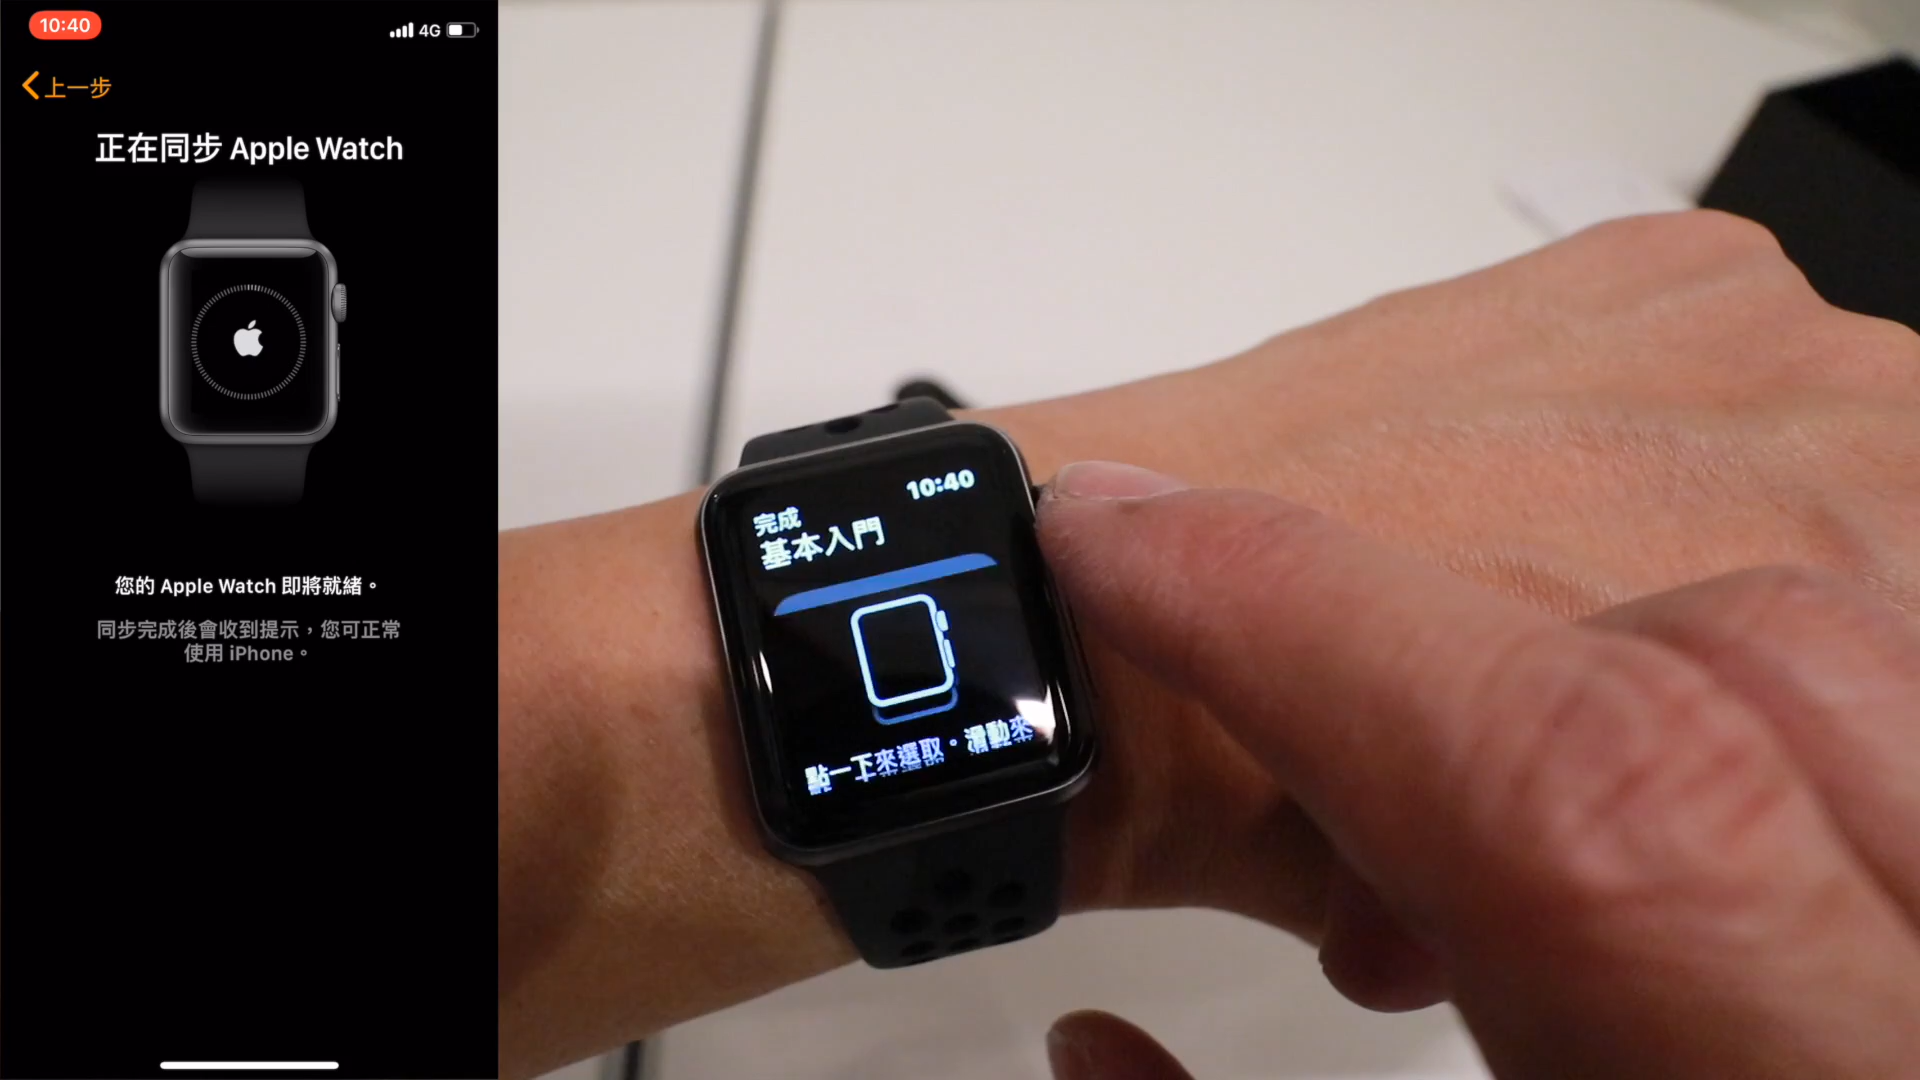 10:40
4G
上一步
正在同步 Apple Watch
您的 Apple Watch 即將就緒。
同步完成後會收到提示，您可正常
使用 iPhone。
10:40
完成
基本入門
點一下來選取。滑動來